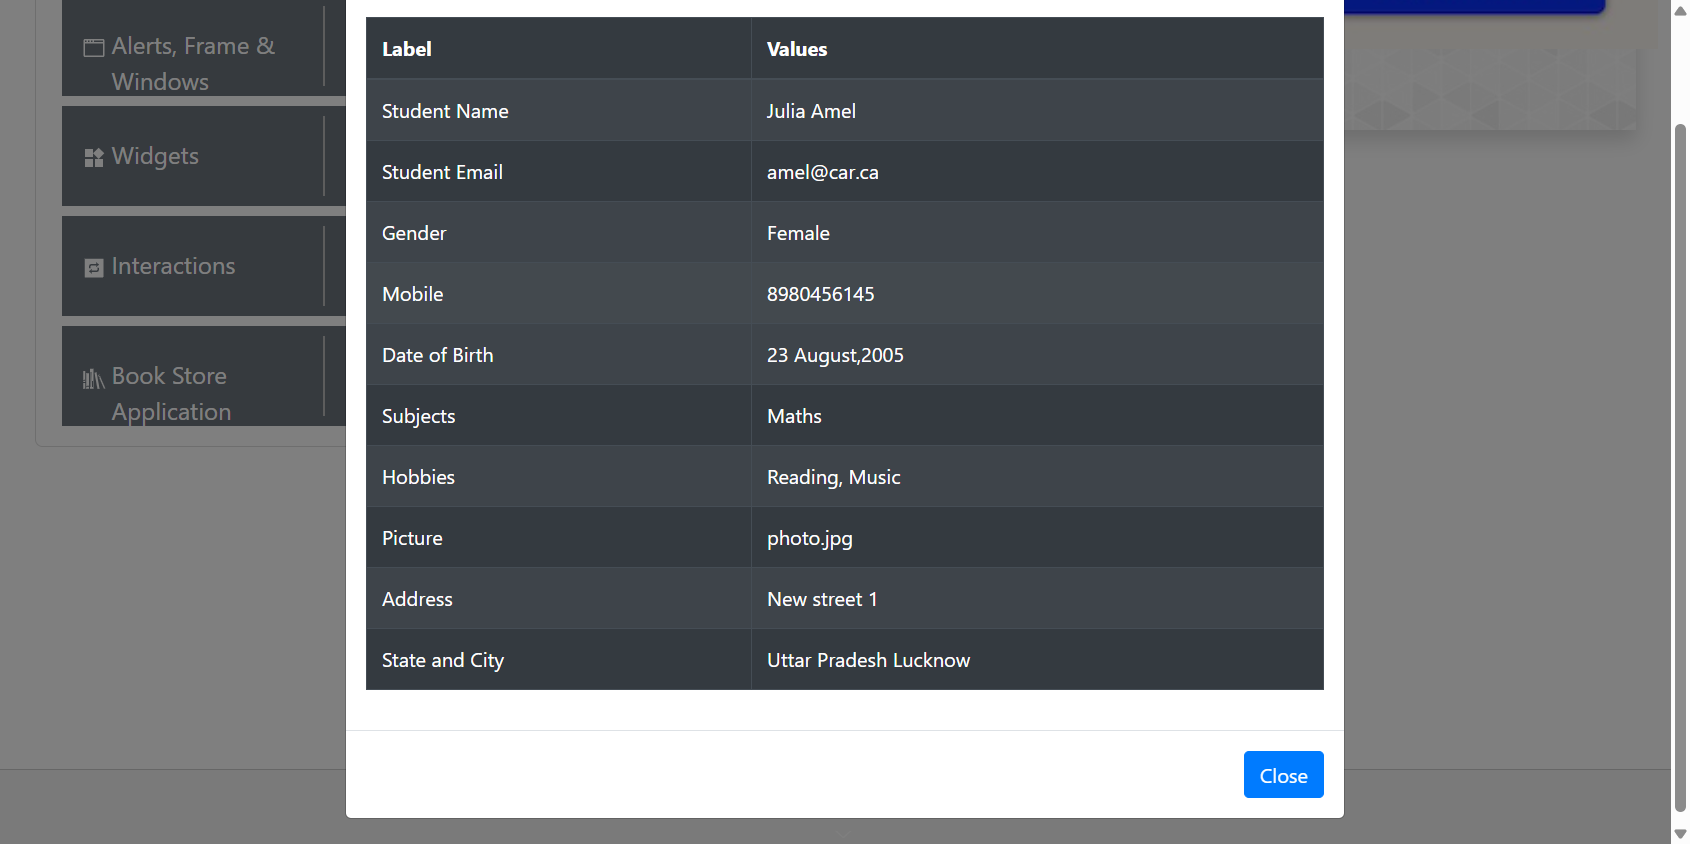 Alerts, Frame &
Windows
Widgets
Interactions
Book Store
Application
Label Values
Student Name Julia Amel
Student Email amel@car.ca
Gender Female
Mobile 8980456145
Date of Birth 23 August,2005
Subjects Maths
Hobbies Reading, Music
Picture photo.jpg
Address New street 1
State and City Uttar Pradesh Lucknow
Close